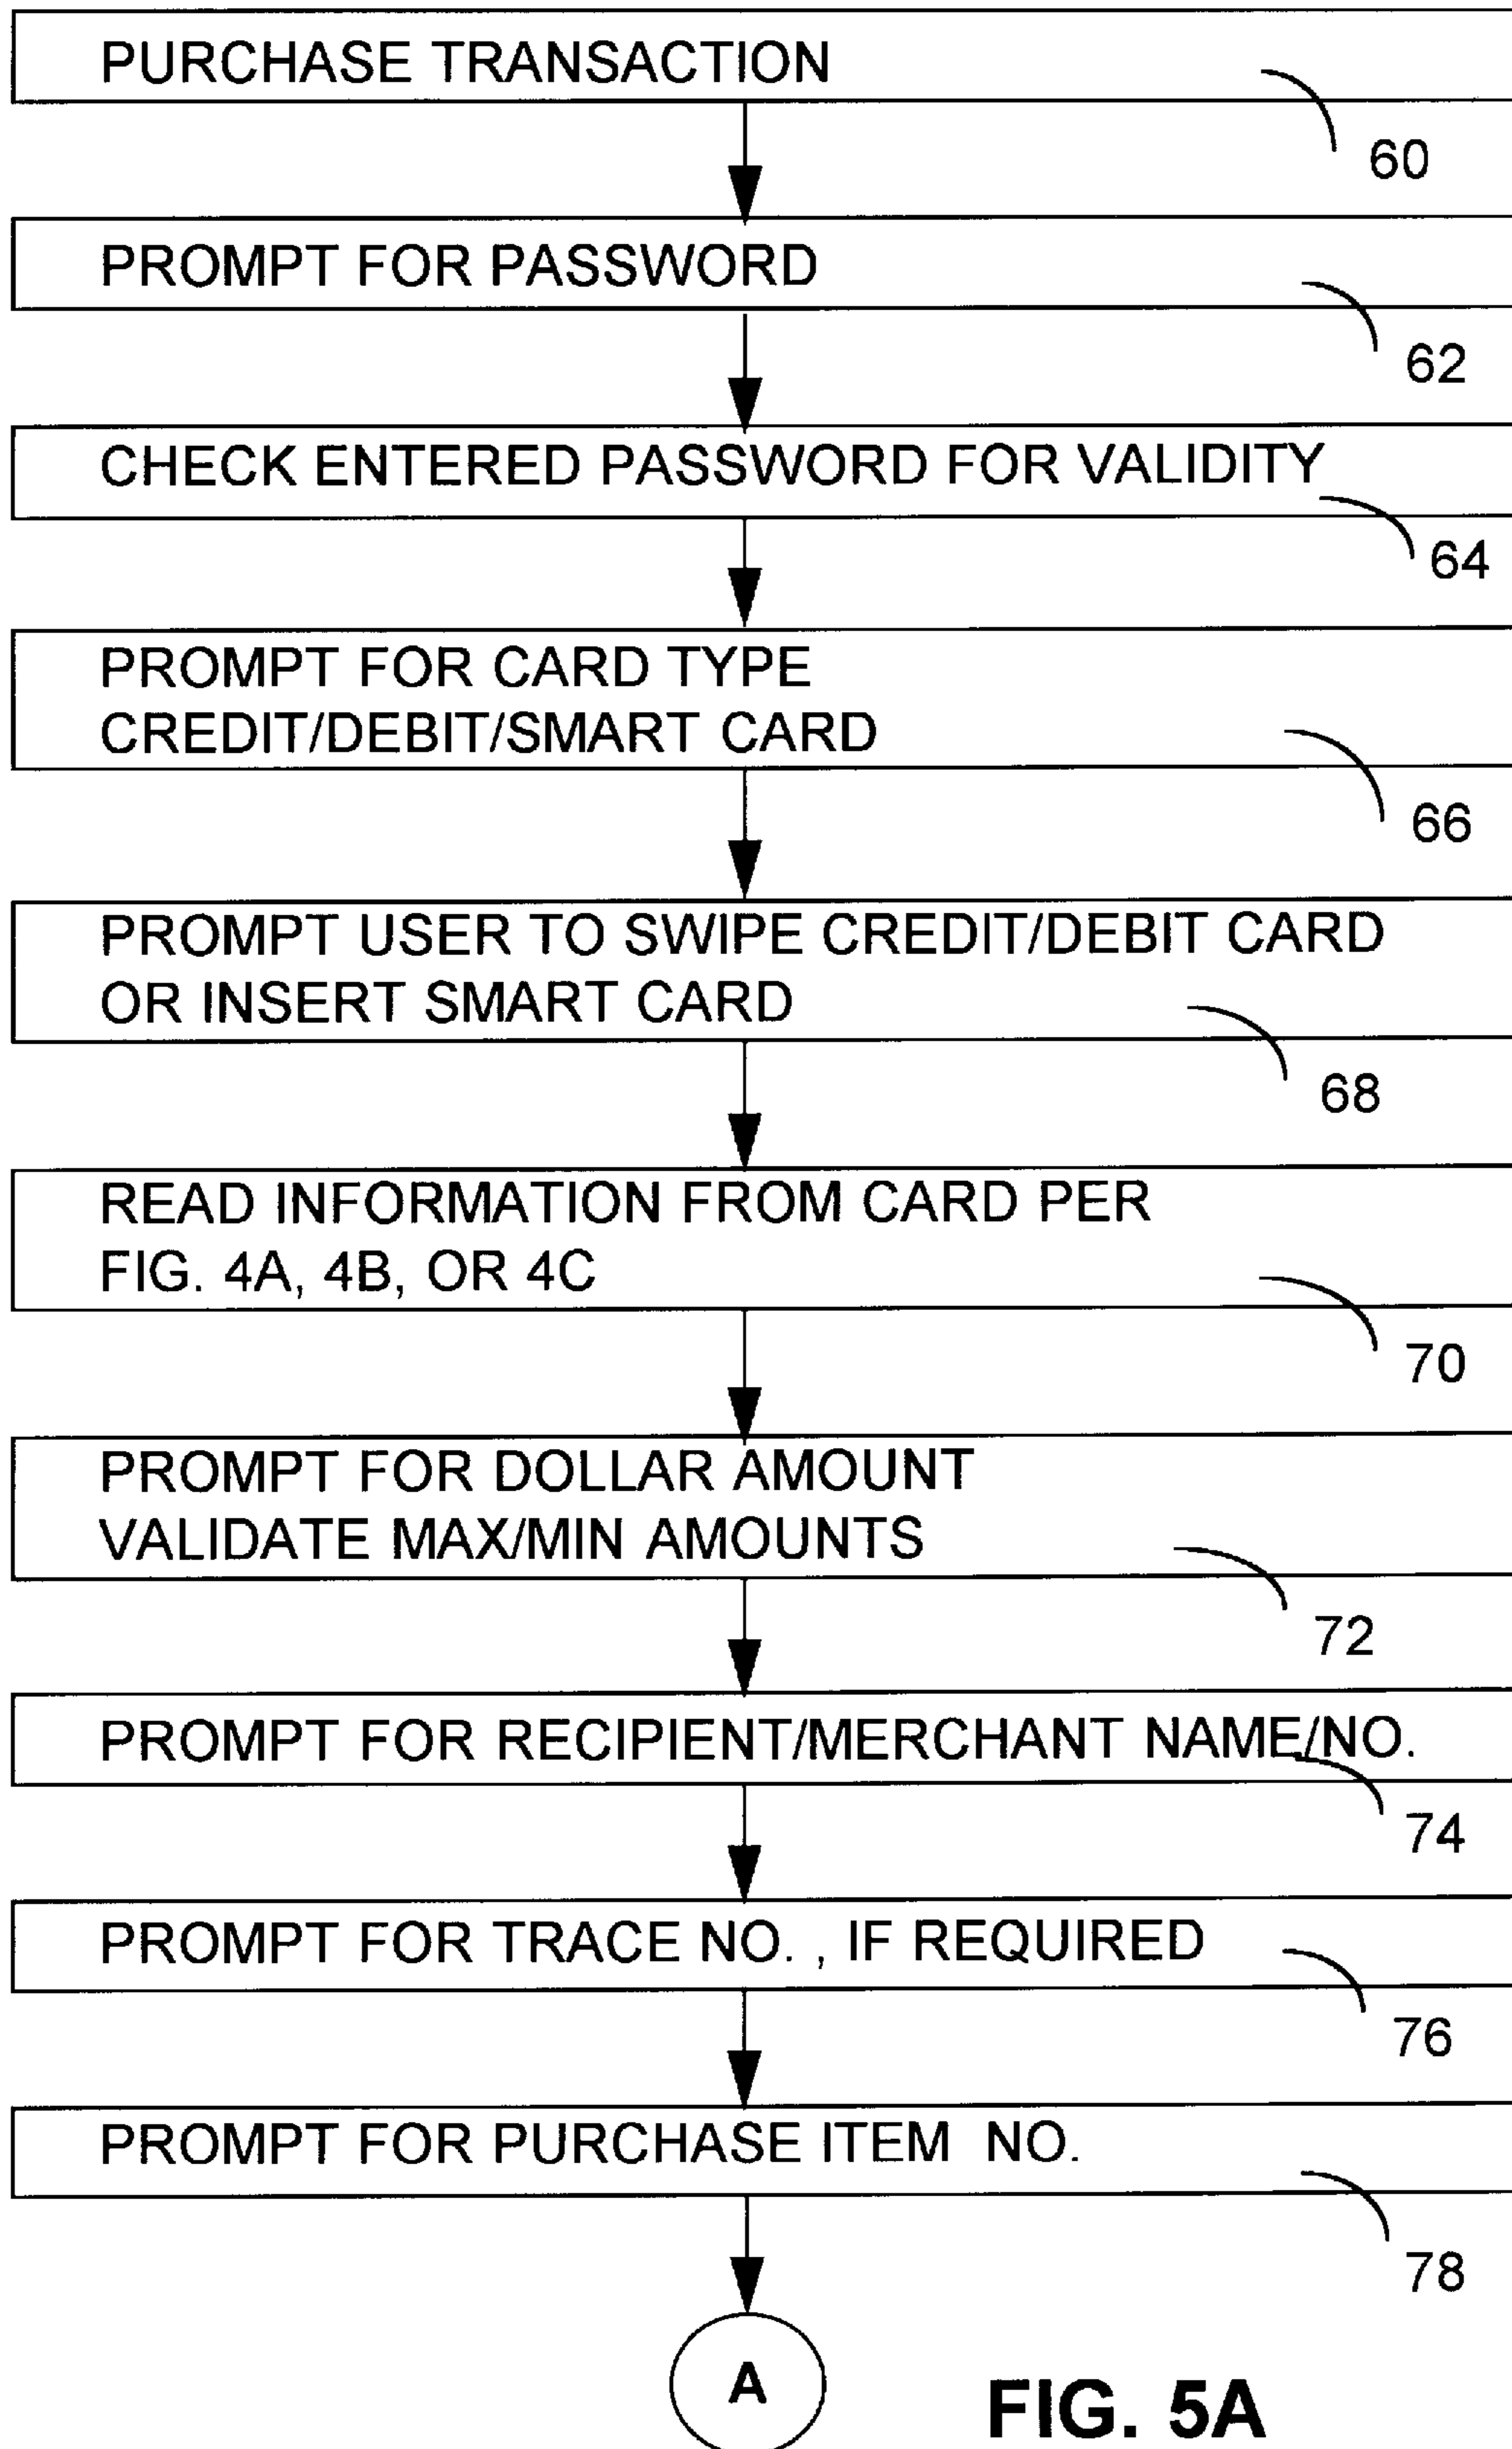 PURCHASE TRANSACTION
60
PROMPT FOR PASSWORD
62
CHECK ENTERED PASSWORD FOR VALIDITY
64
PROMPT FOR CARD TYPE
CREDIT/DEBIT/SMART CARD
66
PROMPT USER TO SWIPE CREDIT/DEBIT CARD
OR INSERT SMART CARD
68
READ INFORMATION FROM CARD PER
FIG. 4A, 4B, OR 4C
70
PROMPT FOR DOLLAR AMOUNT
VALIDATE MAX/MIN AMOUNTS
72
PROMPT FOR RECIPIENT/MERCHANT NAME/NO.
74
PROMPT FOR TRACE NO. , IF REQUIRED
76
PROMPT FOR PURCHASE ITEM NO.
78
A
FIG. 5A